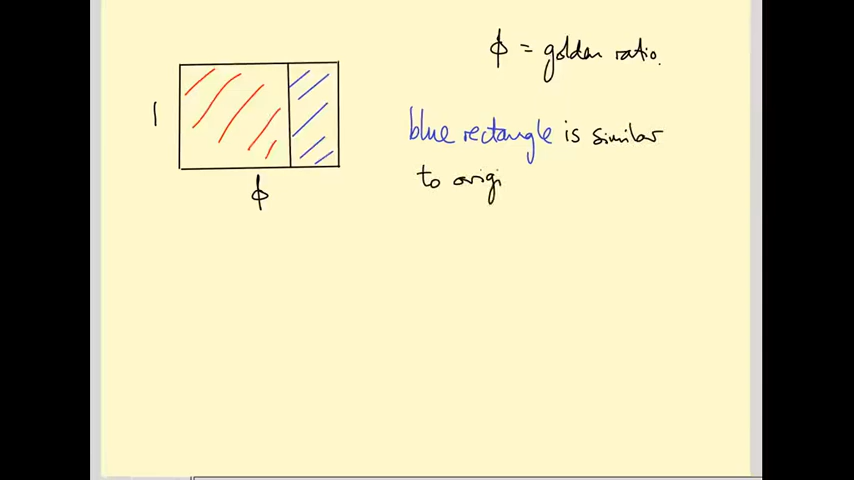 ϕ = golden ratio.
1
blue rectangle is similar
to origi
ϕ